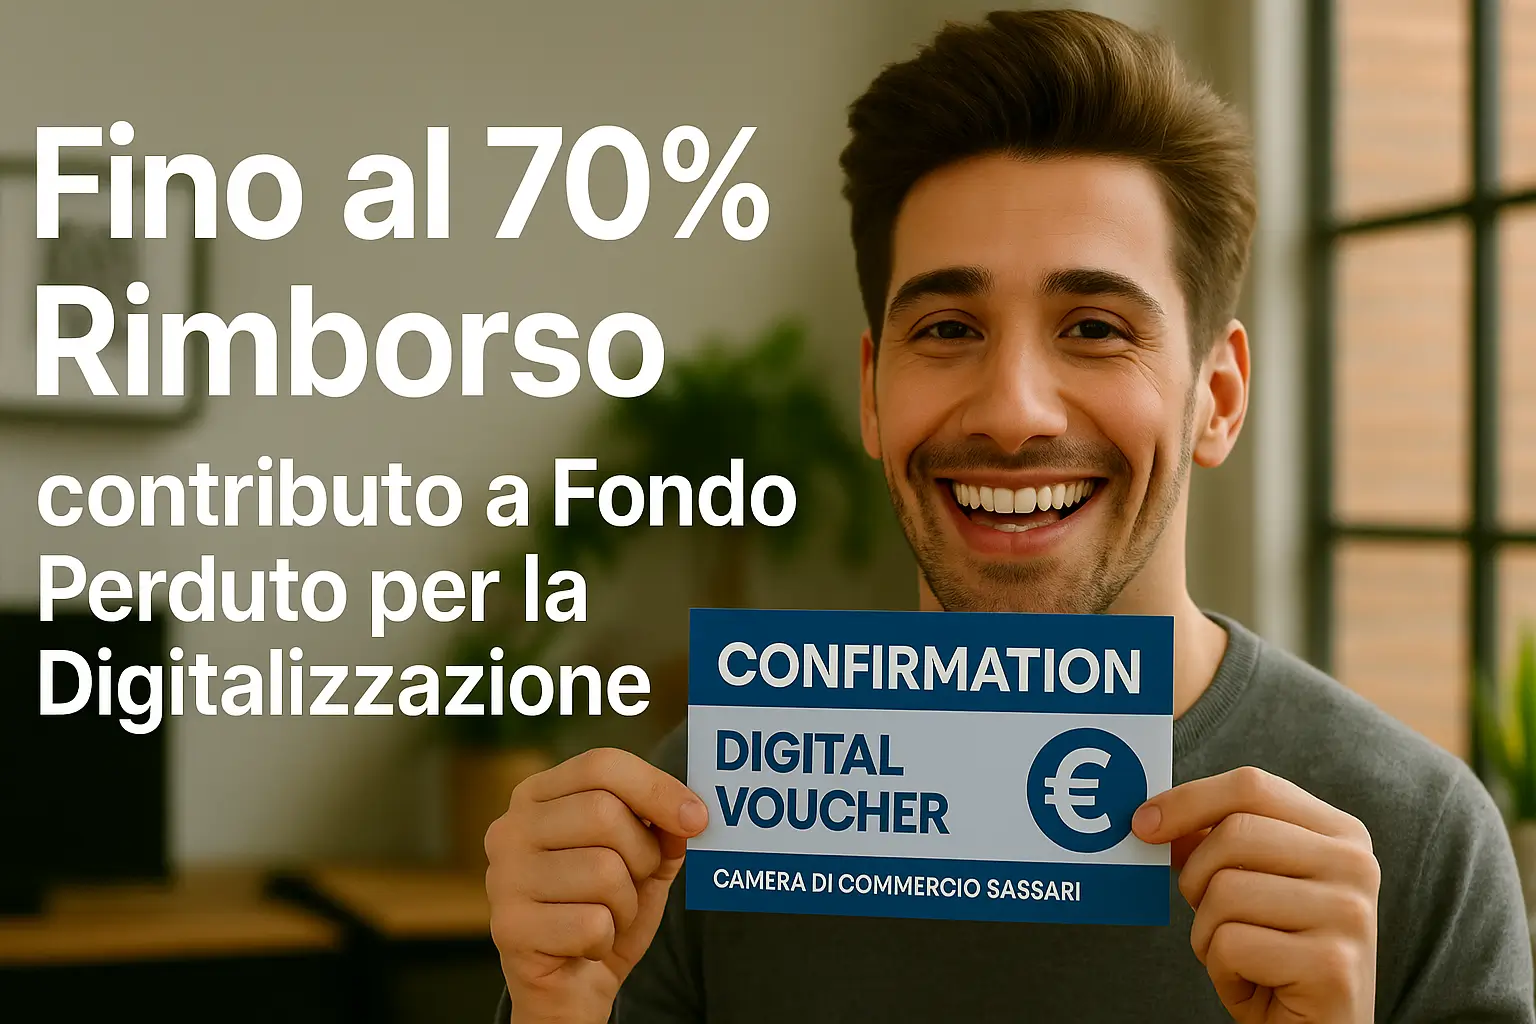 Fino al 70%
Rimborso
contributo a Fondo
Perduto per la
Digitalizzazione
CONFIRMATION
DIGITAL
VOUCHER
€
CAMERA DI COMMERCIO SASSARI